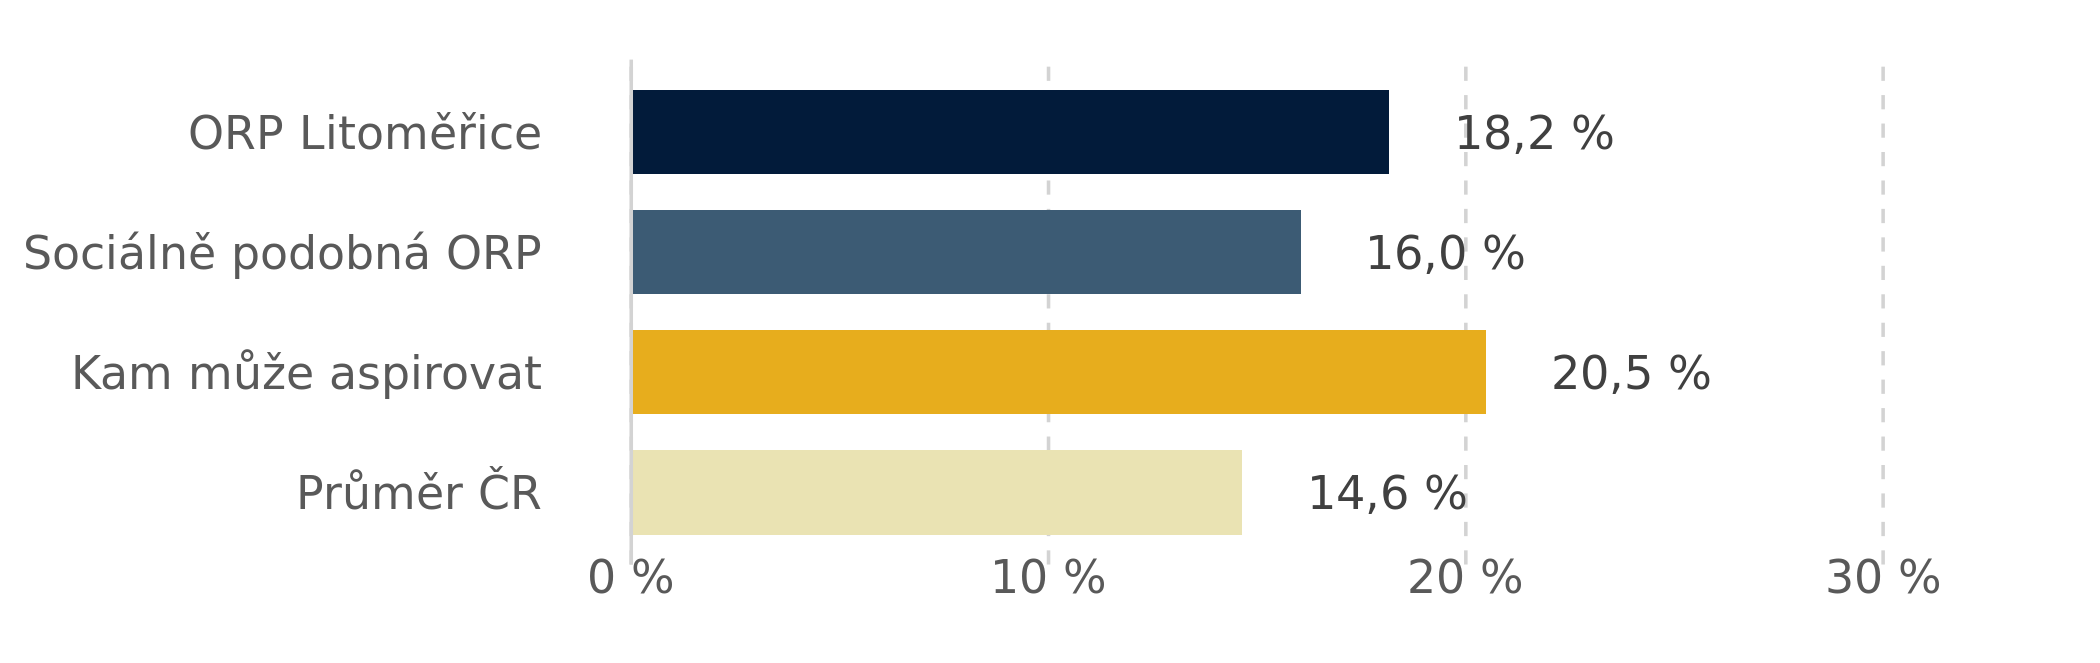 ORP Litoměřice
18,2 %
Sociálně podobná ORP
16,0 %
Kam může aspirovat
20,5 %
Průměr ČR
14,6 %
0 %
10 %
20 %
30 %